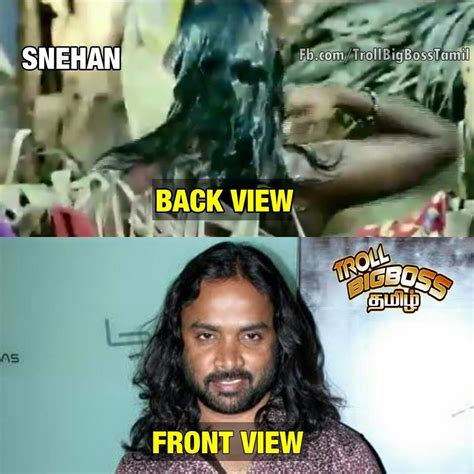 SNEHAN
Fb.com/TrollBigBossTamil
BACK VIEW
TROLL
BIGBOSS
தமிழ்
FRONT VIEW